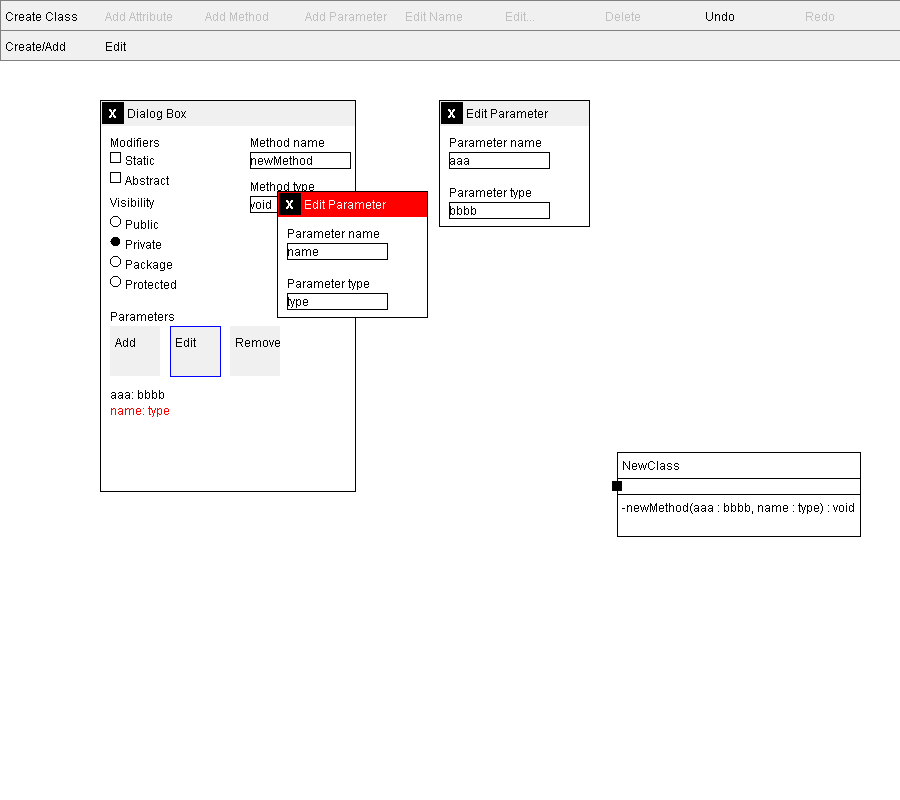 Create Class Add Attribute Add Method Add Parameter Edit Name Edit... Delete Undo Redo
Create/Add Edit
X Dialog Box
Modifiers
Static
Abstract
Visibility
Public
Private
Package
Protected
Method name
newMethod
Method type
void
Parameters
Add Edit Remove
aaa: bbbb
name: type
X Edit Parameter
Parameter name
name
Parameter type
type
X Edit Parameter
Parameter name
aaa
Parameter type
bbbb
NewClass
-newMethod(aaa : bbbb, name : type) : void